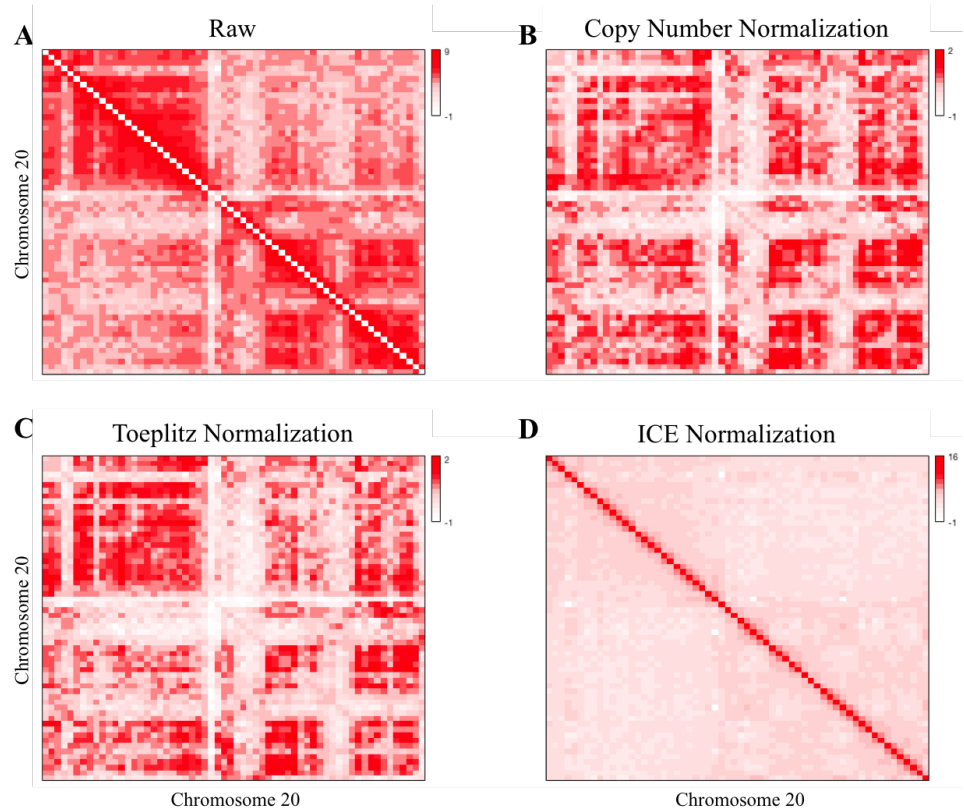 A
Raw
9
-1
Chromosome 20
B
Copy Number Normalization
2
-1
C
Toeplitz Normalization
2
-1
Chromosome 20
Chromosome 20
D
ICE Normalization
16
-1
Chromosome 20